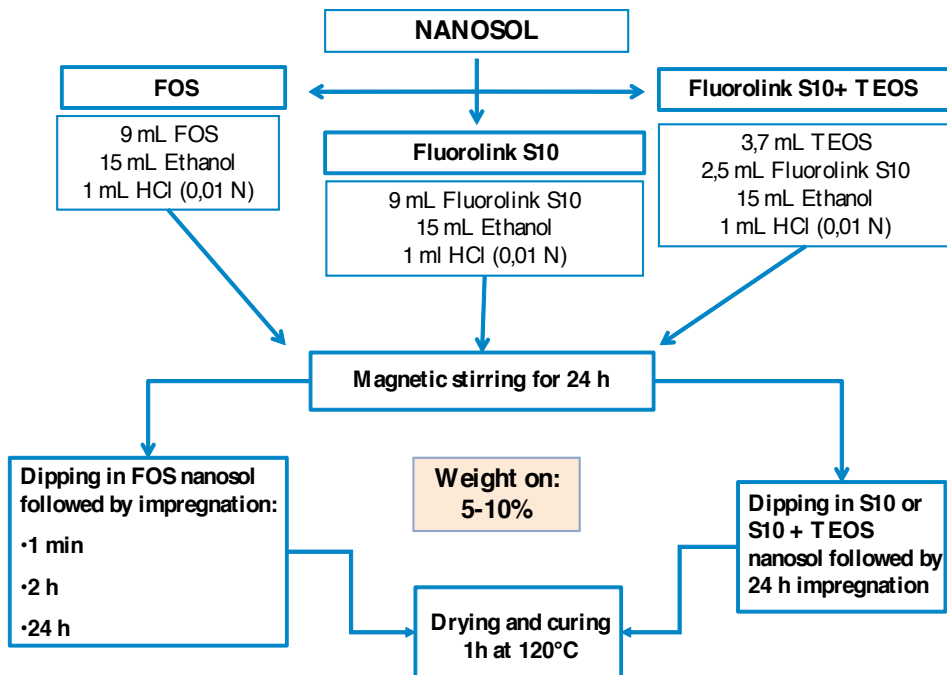 NANOSOL
FOS
9 mL FOS
15 mL Ethanol
1 mL HCl (0,01 N)
Fluorolink S10
9 mL Fluorolink S10
15 mL Ethanol
1 ml HCl (0,01 N)
Fluorolink S10+ TEOS
3,7 mL TEOS
2,5 mL Fluorolink S10
15 mL Ethanol
1 mL HCl (0,01 N)
Magnetic stirring for 24 h
Dipping in FOS nanosol
followed by impregnation:
•1 min
•2 h
•24 h
Weight on:
5-10%
Dipping in S10 or
S10 + TEOS
nanosol followed by
24 h impregnation
Drying and curing
1h at 120°C